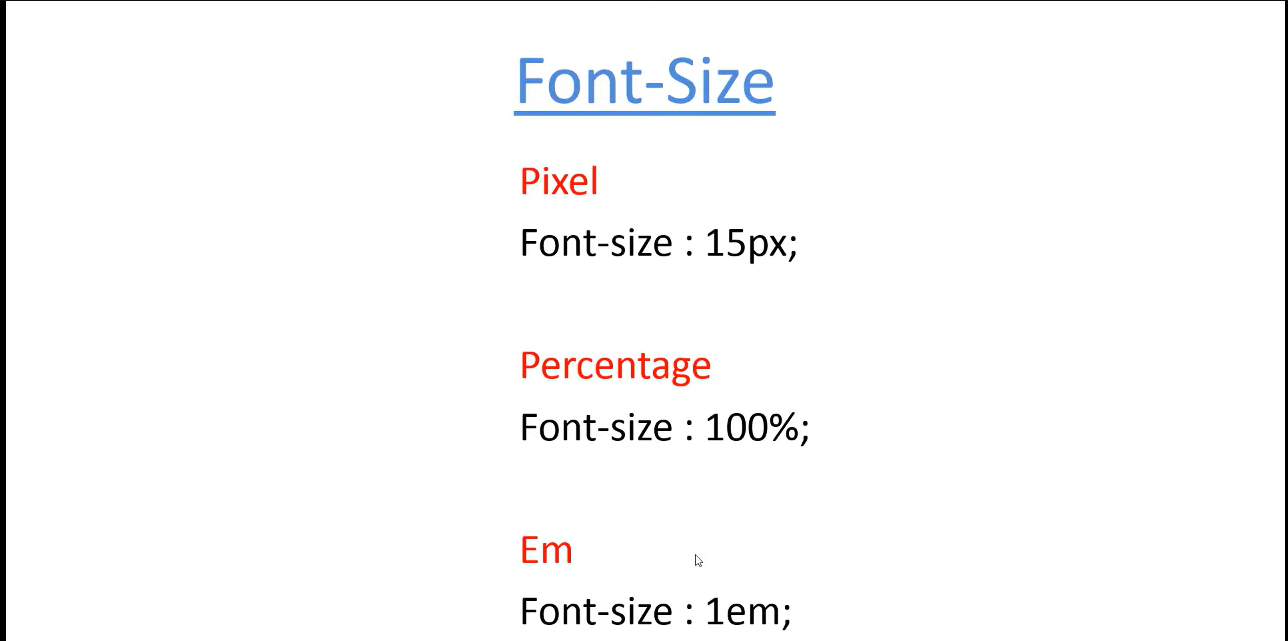 Font-Size
Pixel
Font-size : 15px;
Percentage
Font-size : 100%;
Em
Font-size : 1em;